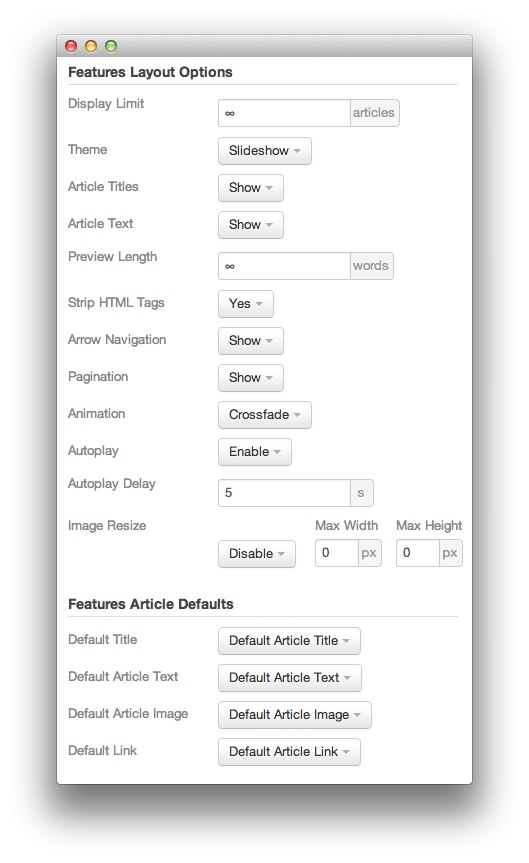 Features Layout Options
Display Limit ∞ articles
Theme Slideshow
Article Titles Show
Article Text Show
Preview Length ∞ words
Strip HTML Tags Yes
Arrow Navigation Show
Pagination Show
Animation Crossfade
Autoplay Enable
Autoplay Delay 5 s
Image Resize Max Width Max Height
Disable 0 px 0 px
Features Article Defaults
Default Title Default Article Title
Default Article Text Default Article Text
Default Article Image Default Article Image
Default Link Default Article Link